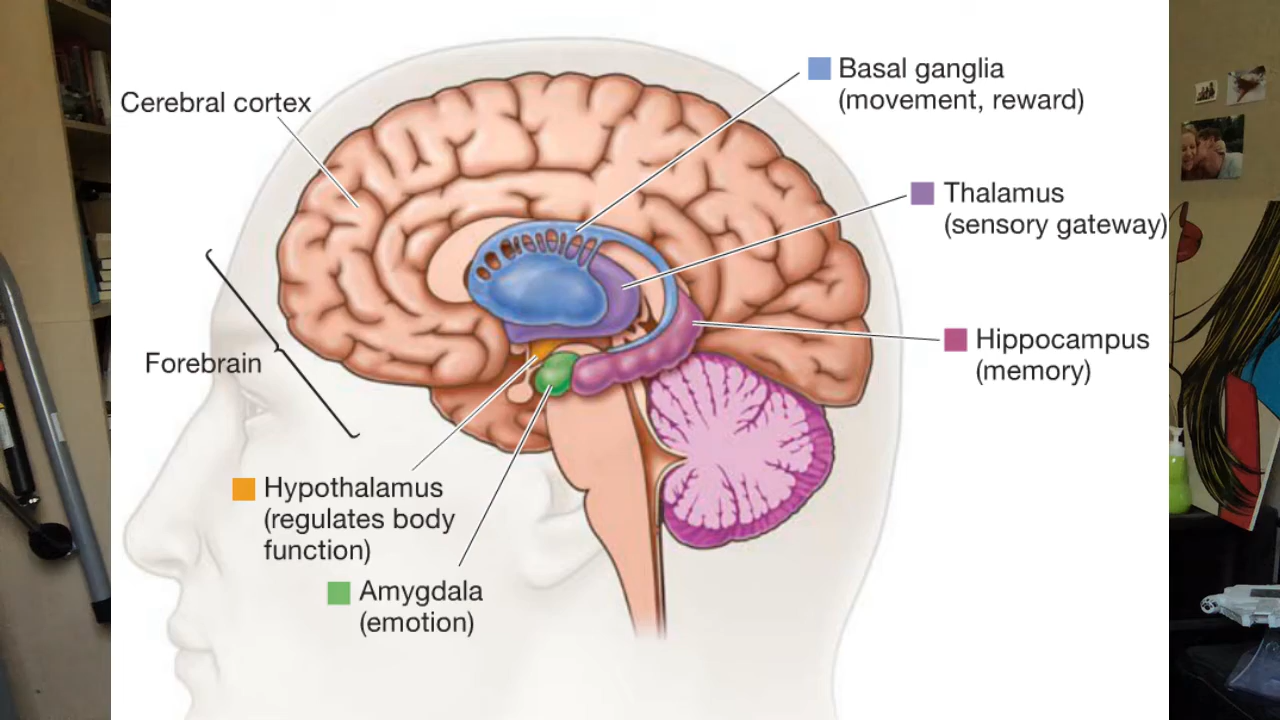 Cerebral cortex
Basal ganglia
(movement, reward)
Thalamus
(sensory gateway)
Hippocampus
(memory)
Forebrain
Hypothalamus
(regulates body
function)
Amygdala
(emotion)